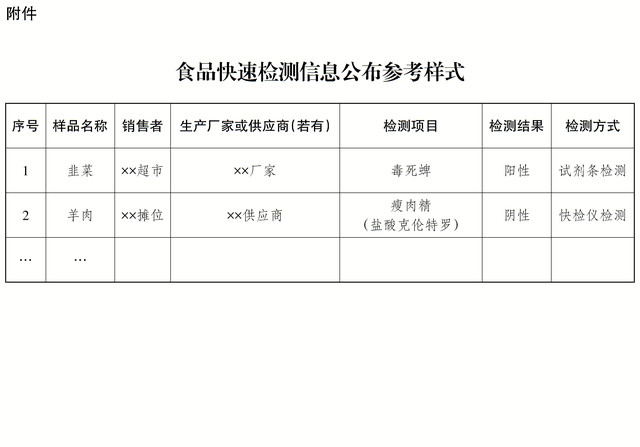 附件
食品快速检测信息公布参考样式
序号 样品名称 销售者 生产厂家或供应商(若有) 检测项目 检测结果 检测方式
1 韭菜 ××超市 ××厂家 毒死蜱 阳性 试剂条检测
2 羊肉 ××摊位 ××供应商 瘦肉精 阴性 快检仪检测
(盐酸克伦特罗)
… …